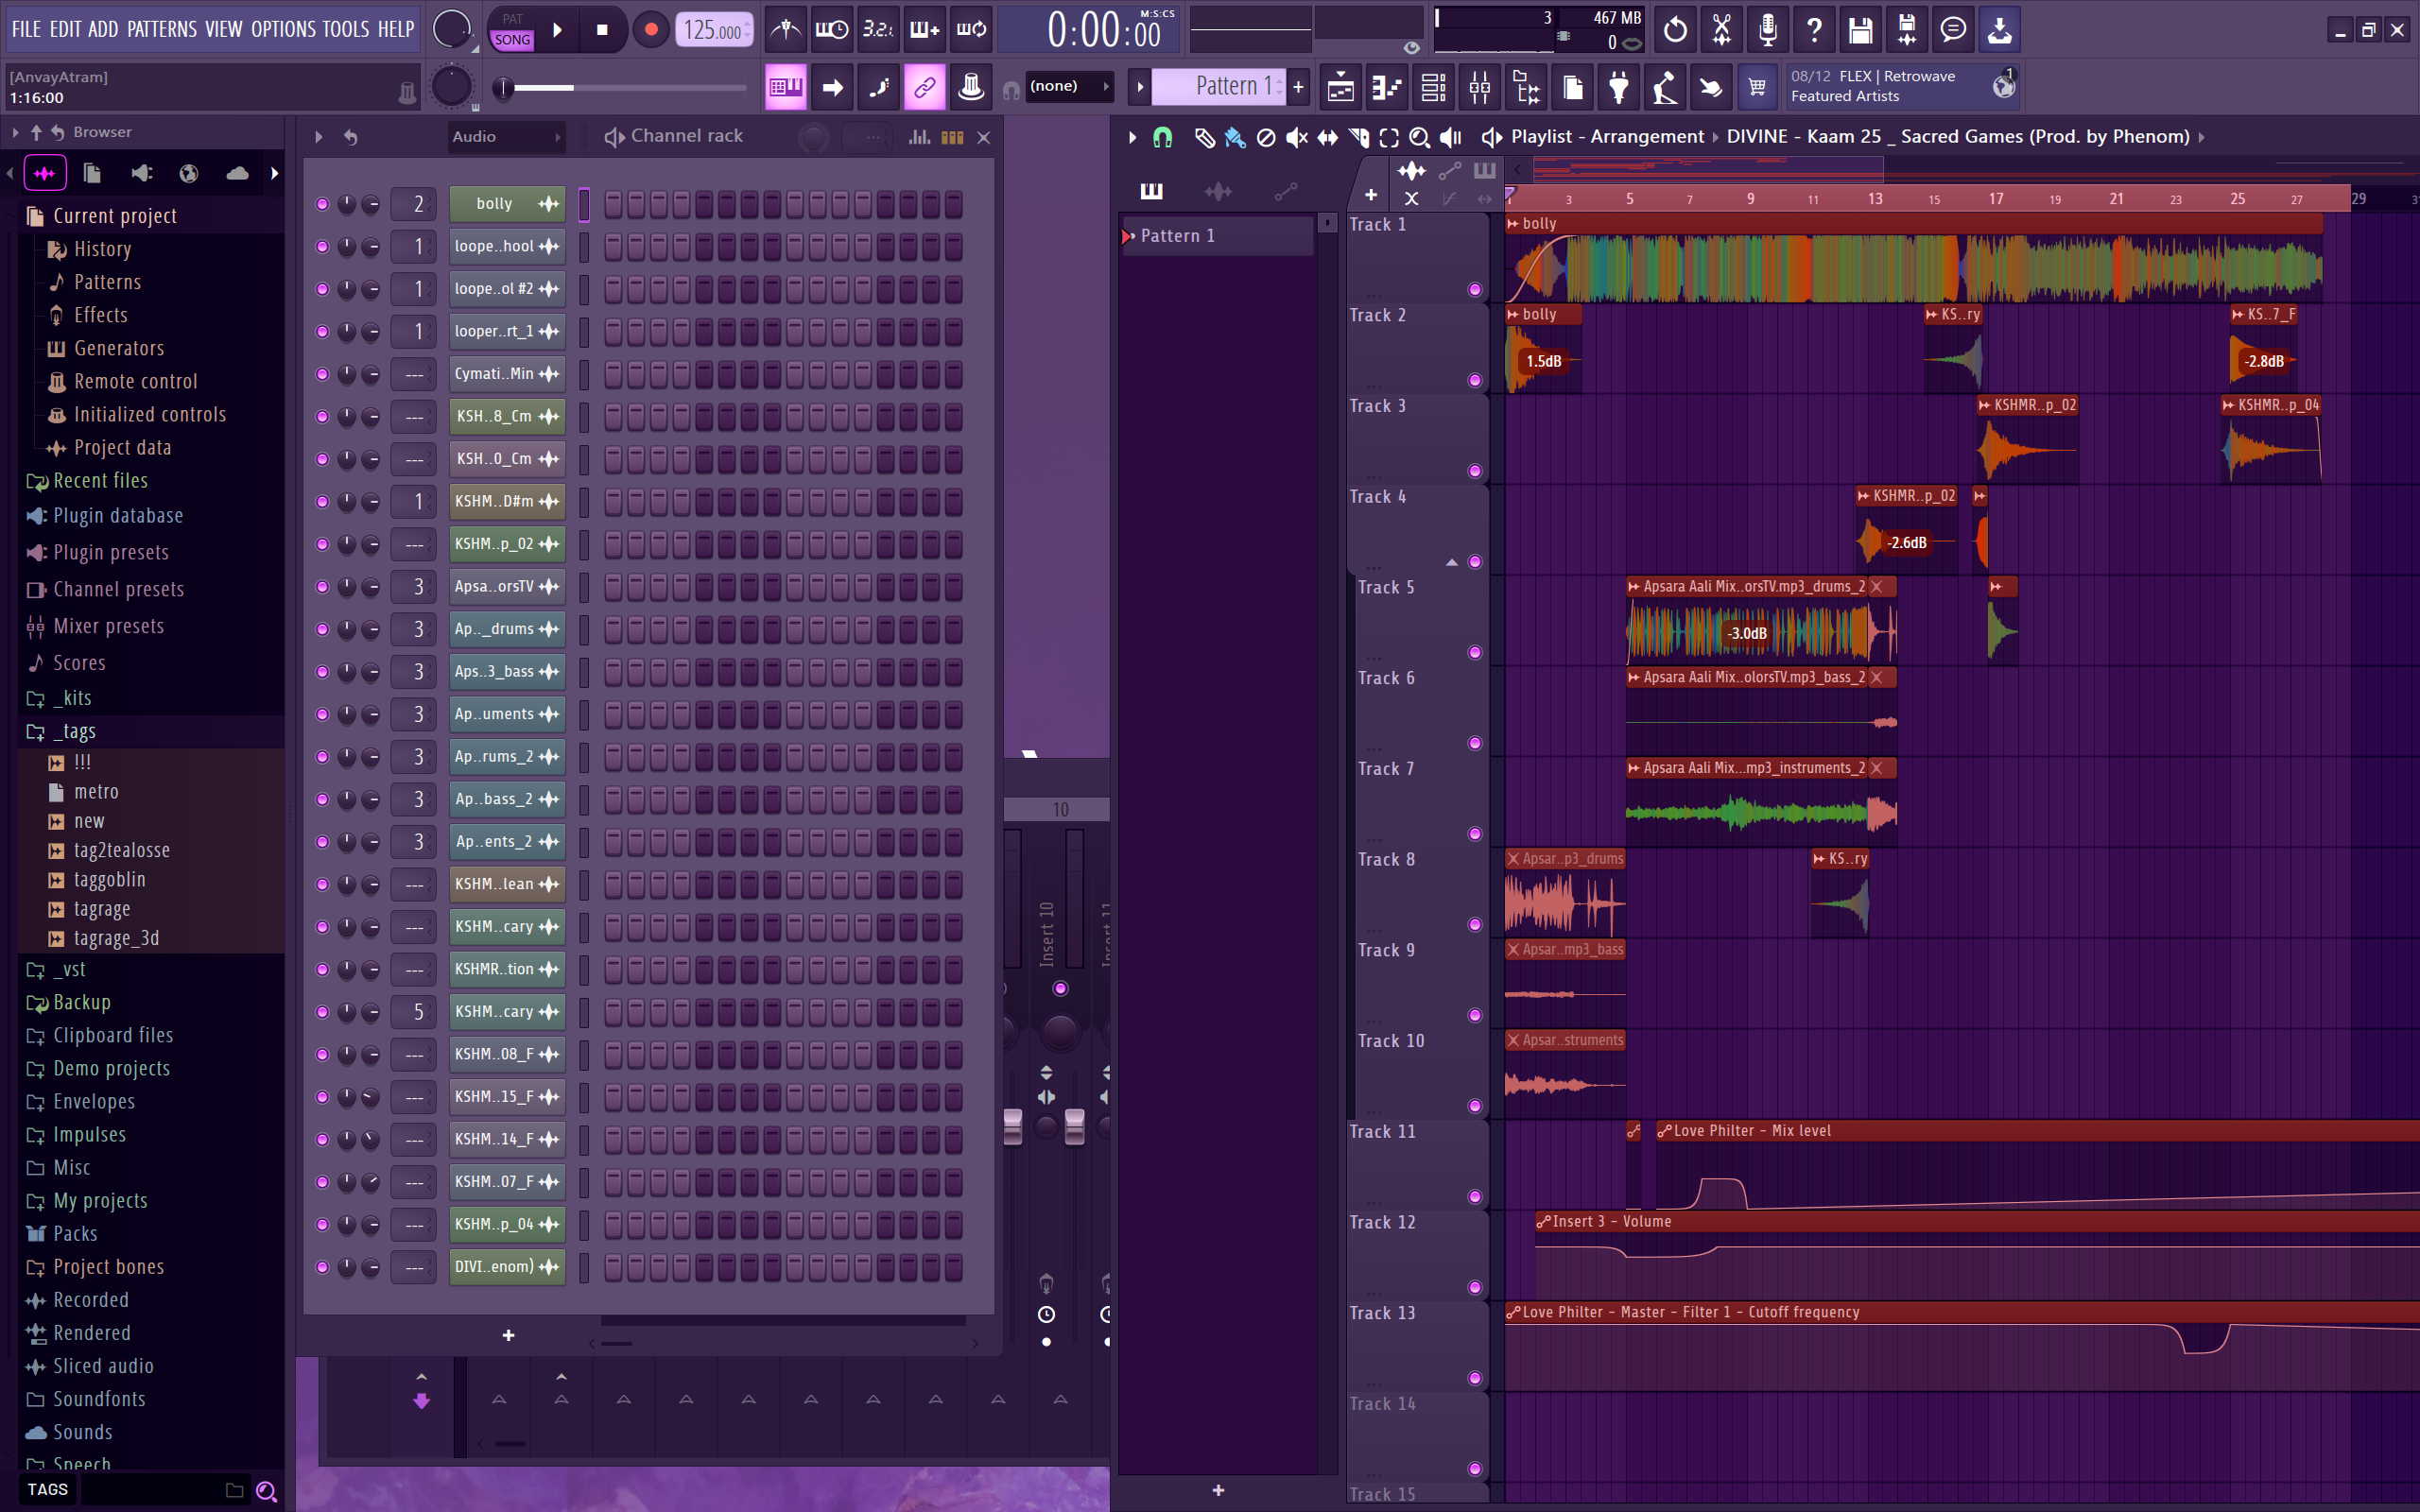 FILE EDIT ADD PATTERNS VIEW OPTIONS TOOLS HELP
PAT
SONG
125.000
3.2.
M:S:CS
0:00:00
3
467 MB
0
[AnvayAtram]
1:16:00
(none)
Pattern 1
08/12 FLEX | Retrowave
Featured Artists
1
Browser
Current project
History
Patterns
Effects
Generators
Remote control
Initialized controls
Project data
Recent files
Plugin database
Plugin presets
Channel presets
Mixer presets
Scores
_kits
_tags
!!!
metro
new
tag2tealosse
taggoblin
tagrage
tagrage_3d
_vst
Backup
Clipboard files
Demo projects
Envelopes
Impulses
Misc
My projects
Packs
Project bones
Recorded
Rendered
Sliced audio
Soundfonts
Sounds
Speech
TAGS
Audio
Channel rack
2 bolly
1 loope..hool
1 loope..ol #2
1 looper..rt_1
--- Cymati..Min
--- KSH..8_Cm
--- KSH..0_Cm
1 KSHM..D#m
--- KSHM..p_02
3 Apsa..orsTV
3 Ap.._drums
3 Aps..3_bass
3 Ap..uments
3 Ap..rums_2
3 Ap..bass_2
3 Ap..ents_2
--- KSHM..lean
--- KSHM..cary
--- KSHMR..tion
5 KSHM..cary
--- KSHM..08_F
--- KSHM..15_F
--- KSHM..14_F
--- KSHM..07_F
--- KSHM..p_04
--- DIVI..enom)
10
Insert 10
Insert 11
Playlist - Arrangement
DIVINE - Kaam 25 _ Sacred Games (Prod. by Phenom)
Pattern 1
1 3 5 7 9 11 13 15 17 19 21 23 25 27 29
Track 1
bolly
Track 2
bolly
1.5dB
KS..ry
KS..7_F
-2.8dB
Track 3
KSHMR..p_02
KSHMR..p_04
Track 4
KSHMR..p_02
-2.6dB
Track 5
Apsara Aali Mix..orsTV.mp3_drums_2
-3.0dB
Track 6
Apsara Aali Mix..olorsTV.mp3_bass_2
Track 7
Apsara Aali Mix...mp3_instruments_2
Track 8
Apsar..p3_drums
KS..ry
Track 9
Apsar..mp3_bass
Track 10
Apsar..struments
Track 11
Love Philter - Mix level
Track 12
Insert 3 - Volume
Track 13
Love Philter - Master - Filter 1 - Cutoff frequency
Track 14
Track 15